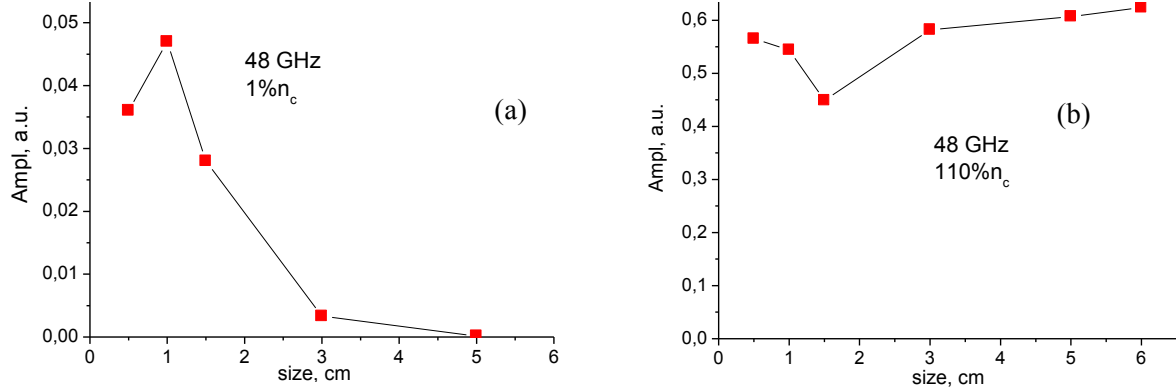 0,05
0,04
0,03
0,02
0,01
0,00
Ampl, a.u.
48 GHz
1%n_c
(a)
0 1 2 3 4 5 6
size, cm
0,6
0,5
0,4
0,3
0,2
0,1
0,0
Ampl, a.u.
(b)
48 GHz
110%n_c
0 1 2 3 4 5 6
size, cm